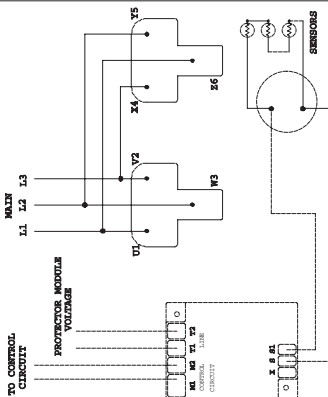 MAIN
L1 L2 L3
U1
V2
W3
X4
Y5
Z6
SENSORS
TO CONTROL
CIRCUIT
PROTECTOR MODULE
VOLTAGE
M1 M2 T1 T2
CONTROL
CIRCUIT
LINE
X S S1